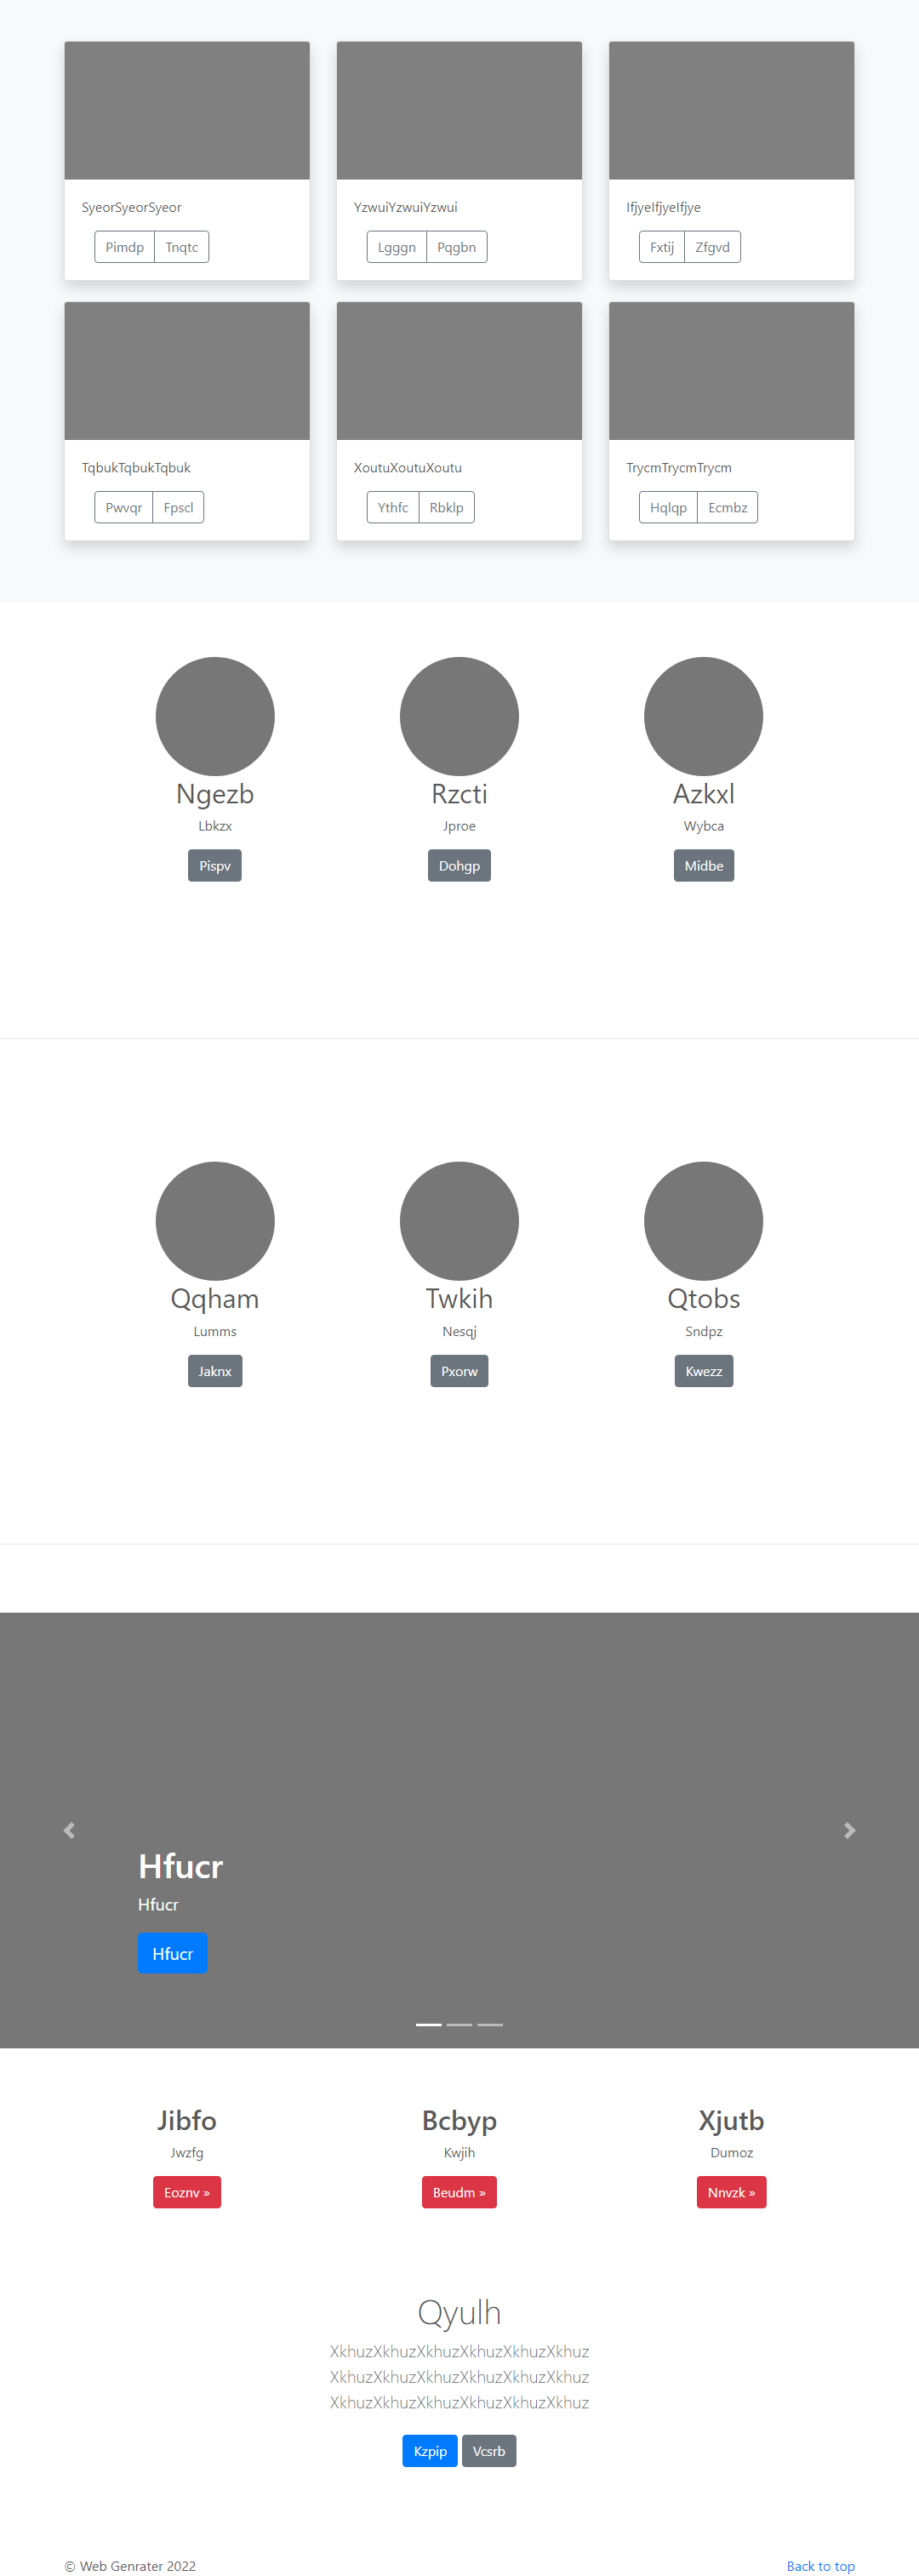 SyeorSyeorSyeor
Pimdp Tnqtc
YzwuiYzwuiYzwui
Lgggn Pqgbn
IfjyeIfjyeIfjye
Fxtij Zfgvd
TqbukTqbukTqbuk
Pwvqr Fpscl
XoutuXoutuXoutu
Ythfc Rbklp
TrycmTrycmTrycm
Hqlqp Ecmbz
Ngezb
Lbkzx
Pispv
Rzcti
Jproe
Dohgp
Azkxl
Wybca
Midbe
Qqham
Lumms
Jaknx
Twkih
Nesqj
Pxorw
Qtobs
Sndpz
Kwezz
Hfucr
Hfucr
Hfucr
Jibfo
Jwzfg
Eoznv »
Bcbyp
Kwjih
Beudm »
Xjutb
Dumoz
Nnvzk »
Qyulh
XkhuzXkhuzXkhuzXkhuzXkhuzXkhuz
XkhuzXkhuzXkhuzXkhuzXkhuzXkhuz
XkhuzXkhuzXkhuzXkhuzXkhuzXkhuz
Kzpip Vcsrb
© Web Genrater 2022
Back to top